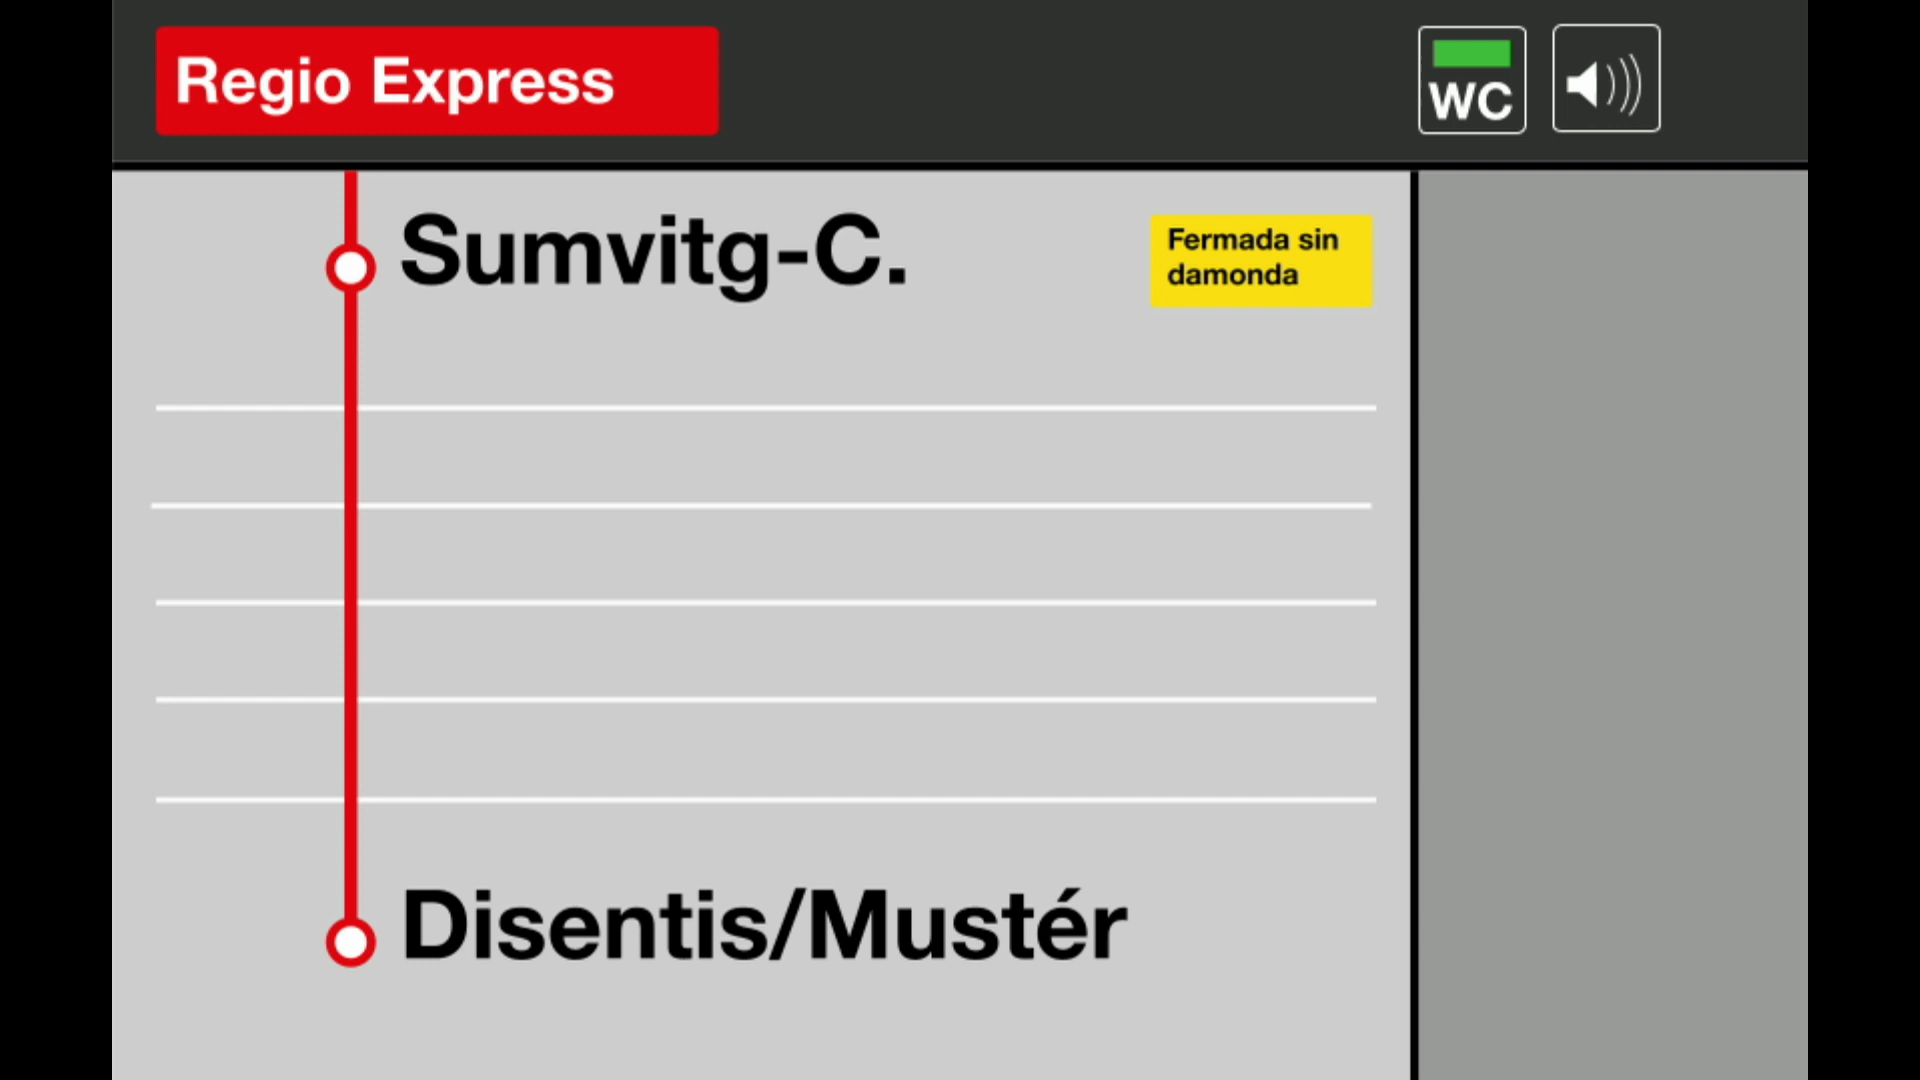 Regio Express
WC
Sumvitg-C.
Fermada sin
damonda
Disentis/Mustér